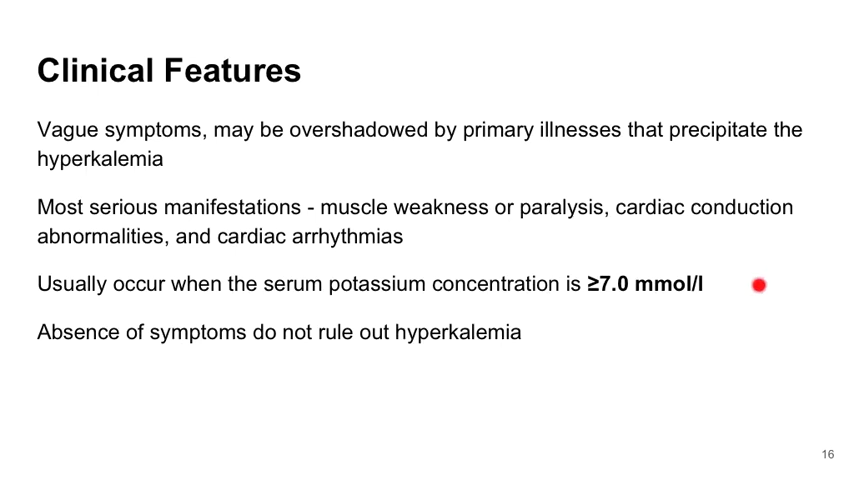 Clinical Features
Vague symptoms, may be overshadowed by primary illnesses that precipitate the
hyperkalemia
Most serious manifestations - muscle weakness or paralysis, cardiac conduction
abnormalities, and cardiac arrhythmias
Usually occur when the serum potassium concentration is ≥7.0 mmol/l
Absence of symptoms do not rule out hyperkalemia
16